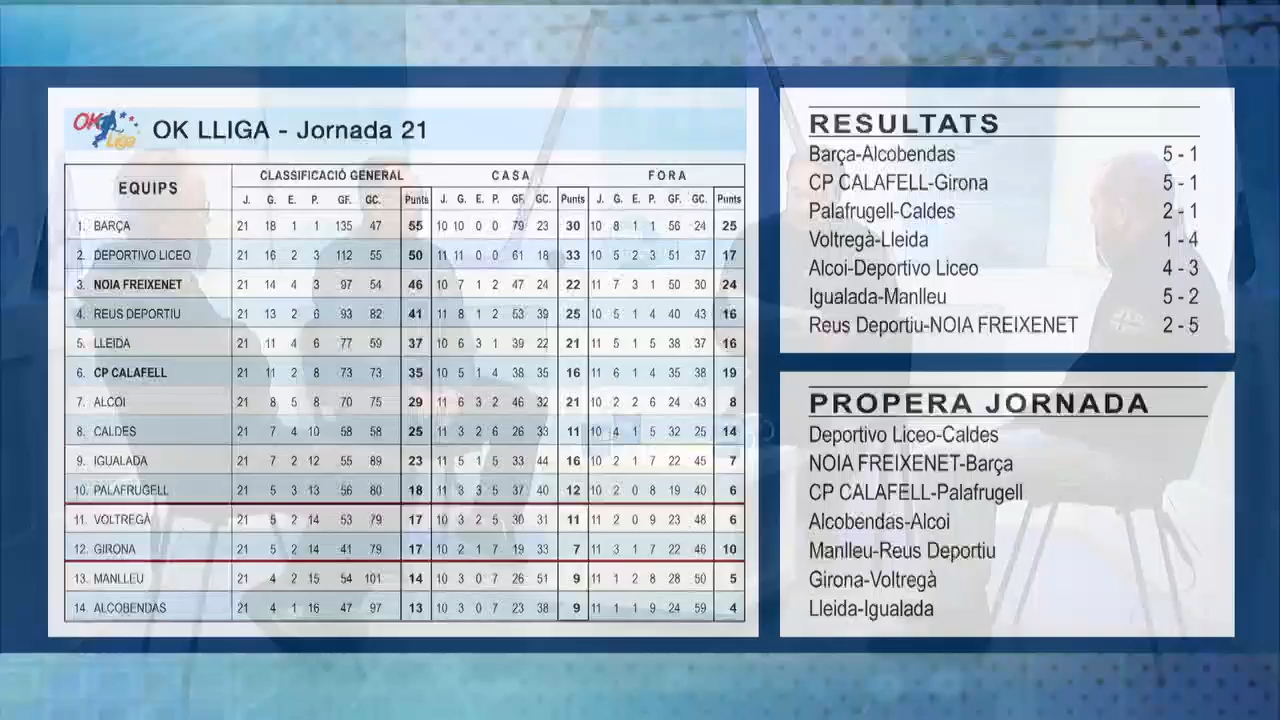 OK Liga
OK LLIGA - Jornada 21
EQUIPS CLASSIFICACIÓ GENERAL CASA FORA
J. G. E. P. GF. GC. Punts J. G. E. P. GF. GC. Punts J. G. E. P. GF. GC. Punts
1. BARÇA 21 18 1 1 135 47 55 10 10 0 0 79 23 30 10 8 1 1 56 24 25
2. DEPORTIVO LICEO 21 16 2 3 112 55 50 11 11 0 0 61 18 33 10 5 2 3 51 37 17
3. NOIA FREIXENET 21 14 4 3 97 54 46 10 7 1 2 47 24 22 11 7 3 1 50 30 24
4. REUS DEPORTIU 21 13 2 6 93 82 41 11 8 1 2 53 39 25 10 5 1 4 40 43 16
5. LLEIDA 21 11 4 6 77 59 37 10 6 3 1 39 22 21 11 5 1 5 38 37 16
6. CP CALAFELL 21 11 2 8 73 73 35 10 5 1 4 38 35 16 11 6 1 4 35 38 19
7. ALCOI 21 8 5 8 70 75 29 11 6 3 2 46 32 21 10 2 2 6 24 43 8
8. CALDES 21 7 4 10 58 58 25 11 3 2 6 26 33 11 10 4 1 5 32 25 14
9. IGUALADA 21 7 2 12 55 89 23 11 5 1 5 33 44 16 10 2 1 7 22 45 7
10. PALAFRUGELL 21 5 3 13 56 80 18 11 3 3 5 37 40 12 10 2 0 8 19 40 6
11. VOLTREGÀ 21 5 2 14 53 79 17 10 3 2 5 30 31 11 11 2 0 9 23 48 6
12. GIRONA 21 5 2 14 41 79 17 10 2 1 7 19 33 7 11 3 1 7 22 46 10
13. MANLLEU 21 4 2 15 54 101 14 10 3 0 7 26 51 9 11 1 2 8 28 50 5
14. ALCOBENDAS 21 4 1 16 47 97 13 10 3 0 7 23 38 9 11 1 1 9 24 59 4
RESULTATS
Barça-Alcobendas 5 - 1
CP CALAFELL-Girona 5 - 1
Palafrugell-Caldes 2 - 1
Voltregà-Lleida 1 - 4
Alcoi-Deportivo Liceo 4 - 3
Igualada-Manlleu 5 - 2
Reus Deportiu-NOIA FREIXENET 2 - 5
PROPERA JORNADA
Deportivo Liceo-Caldes
NOIA FREIXENET-Barça
CP CALAFELL-Palafrugell
Alcobendas-Alcoi
Manlleu-Reus Deportiu
Girona-Voltregà
Lleida-Igualada